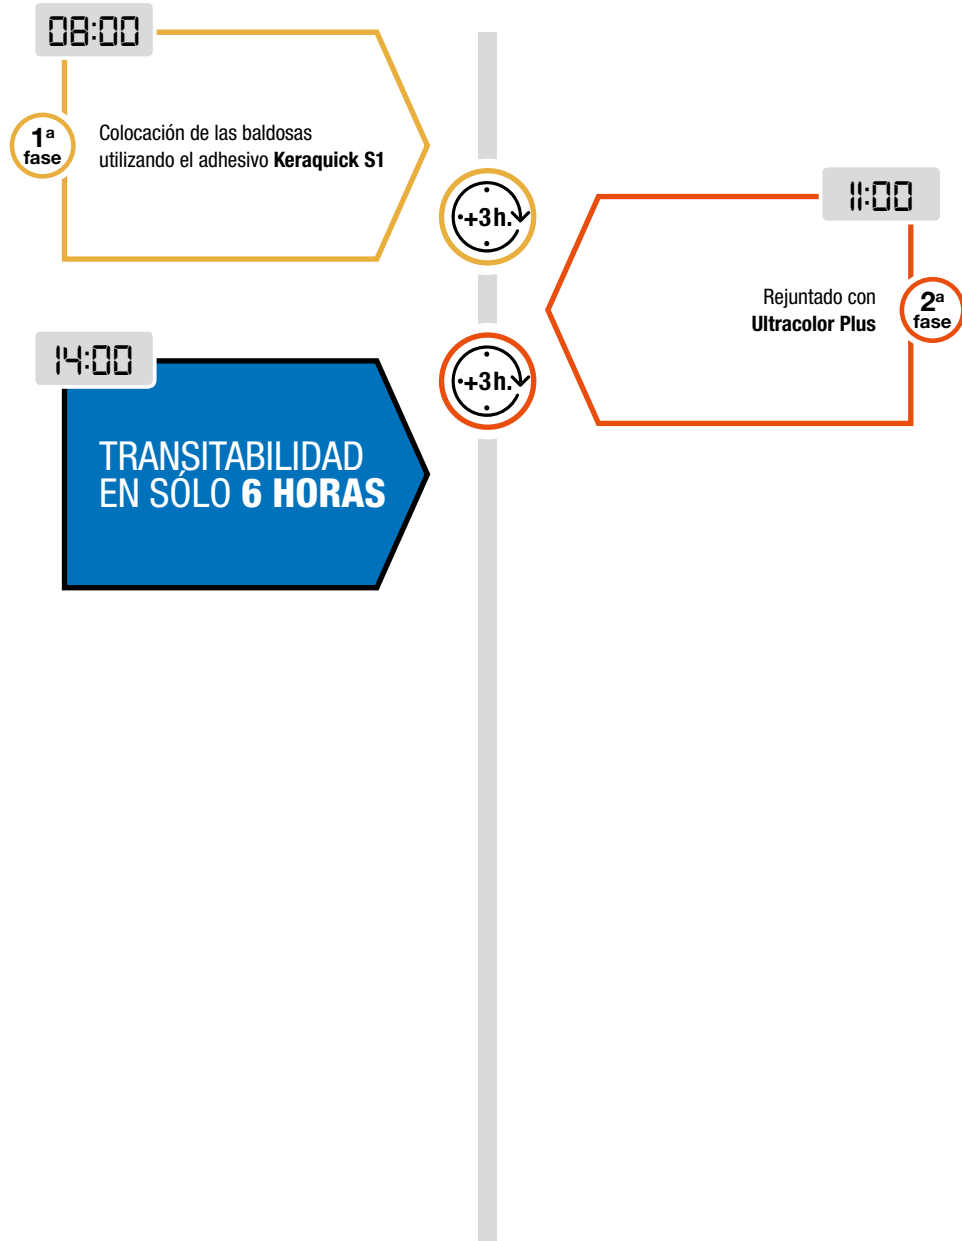 08:00
1ª
fase
Colocación de las baldosas
utilizando el adhesivo Keraquick S1
+3h.
11:00
2ª
fase
Rejuntado con
Ultracolor Plus
+3h.
14:00
TRANSITABILIDAD
EN SÓLO 6 HORAS